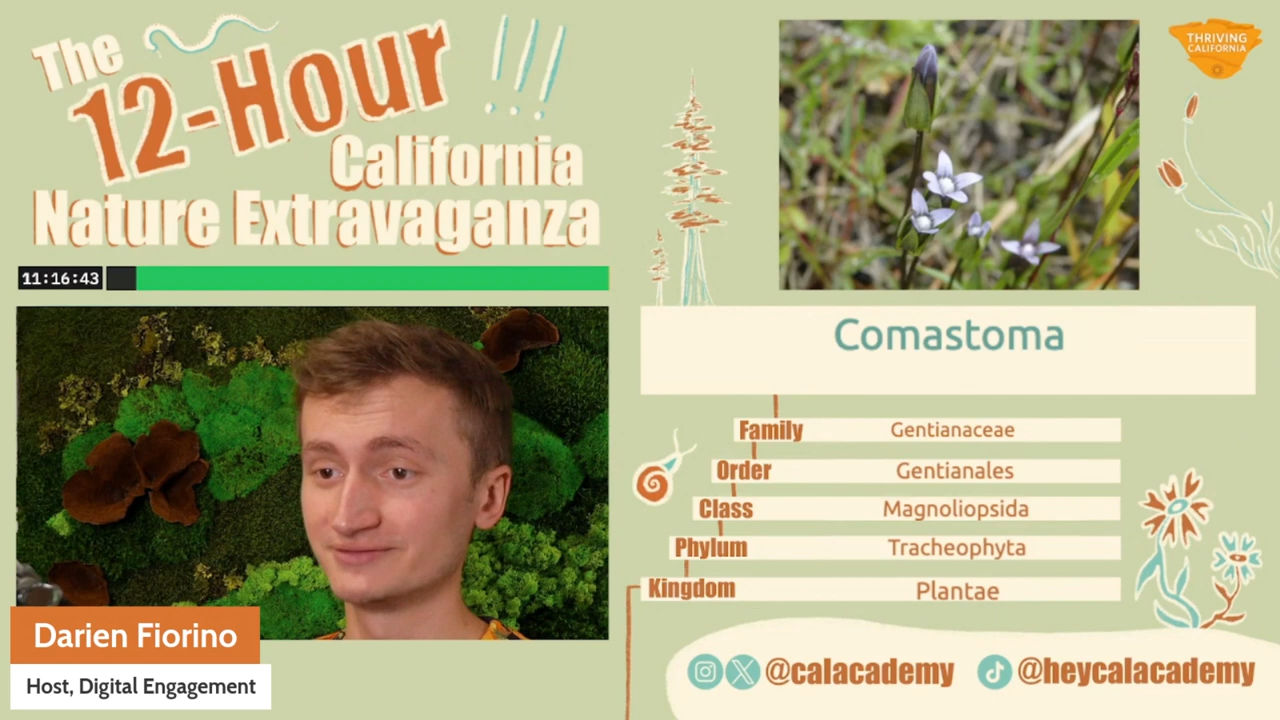 The
12-Hour
!!!
California
Nature Extravaganza
11:16:43
Darien Fiorino
Host, Digital Engagement
THRIVING
CALIFORNIA
Comastoma
Family Gentianaceae
Order Gentianales
Class Magnoliopsida
Phylum Tracheophyta
Kingdom Plantae
@calacademy @heycalacademy